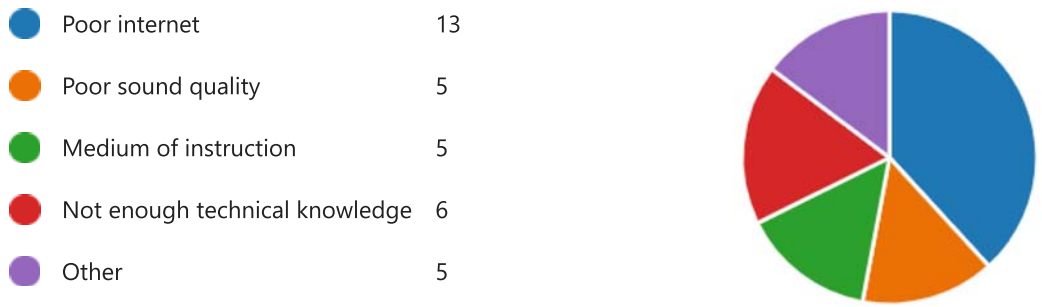 Poor internet 13
Poor sound quality 5
Medium of instruction 5
Not enough technical knowledge 6
Other 5